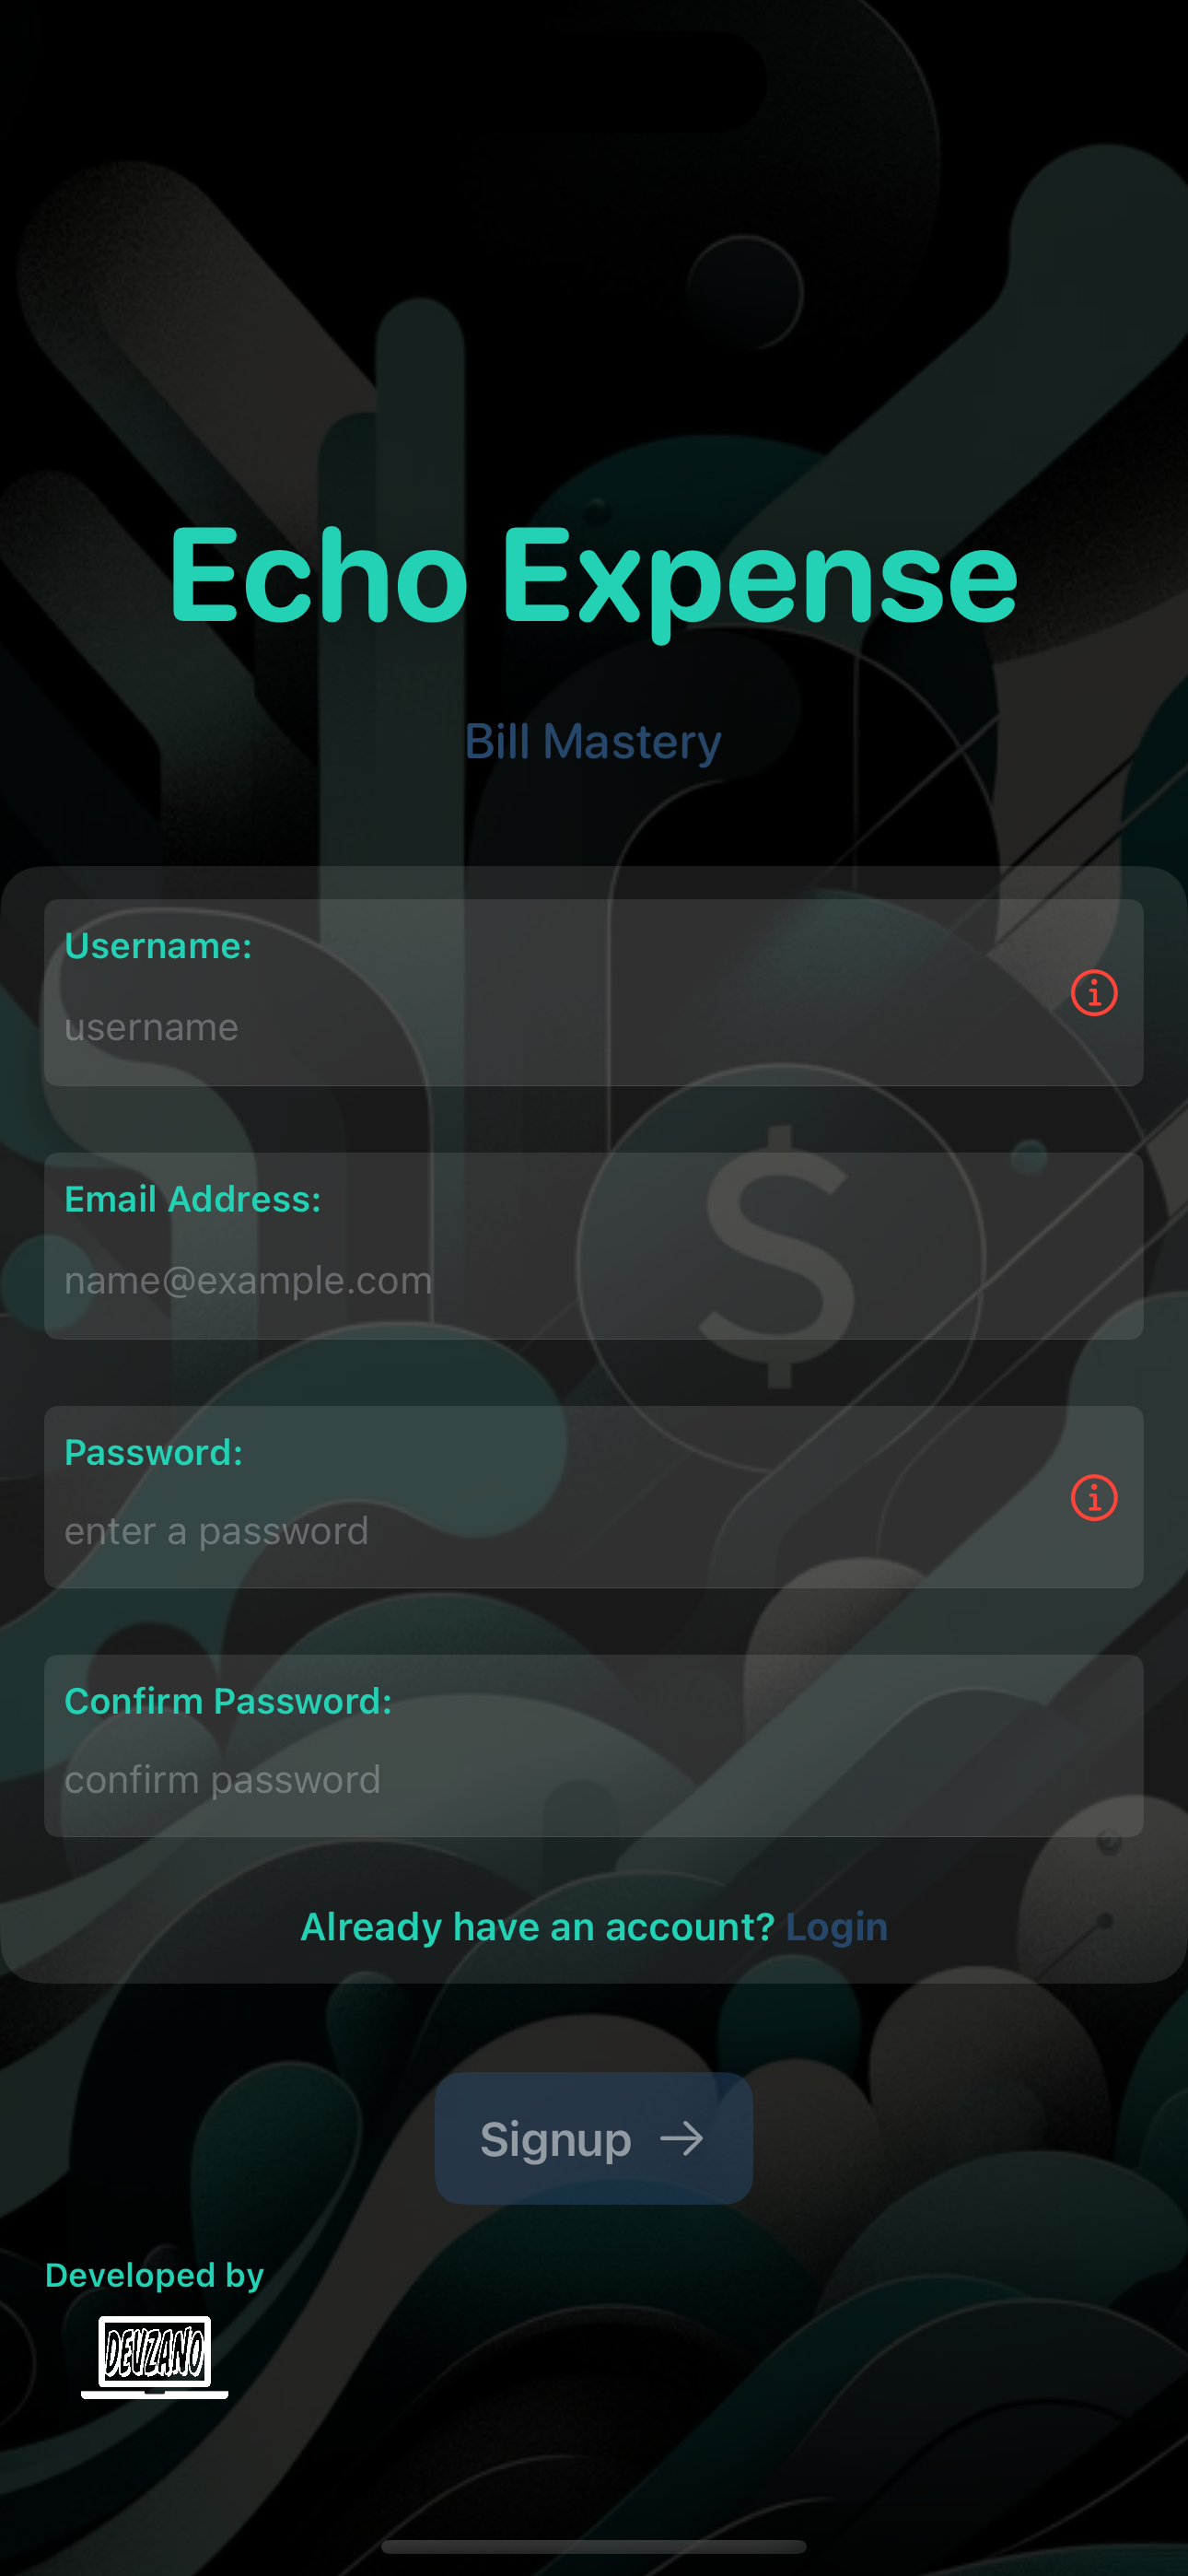 Echo Expense
Bill Mastery
Username:
username
Email Address:
name@example.com
Password:
enter a password
Confirm Password:
confirm password
Already have an account? Login
Signup
Developed by
DEVZANO